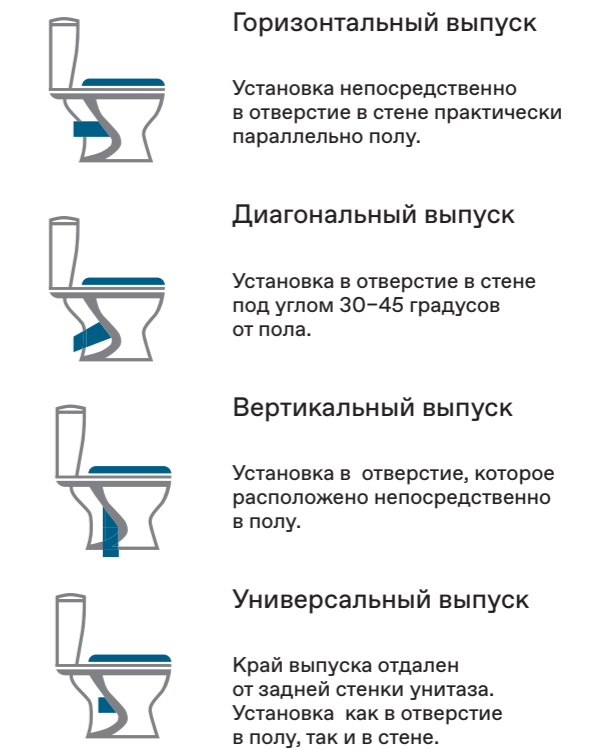 Горизонтальный выпуск
Установка непосредственно
в отверстие в стене практически
параллельно полу.
Диагональный выпуск
Установка в отверстие в стене
под углом 30–45 градусов
от пола.
Вертикальный выпуск
Установка в отверстие, которое
расположено непосредственно
в полу.
Универсальный выпуск
Край выпуска отдален
от задней стенки унитаза.
Установка как в отверстие
в полу, так и в стене.